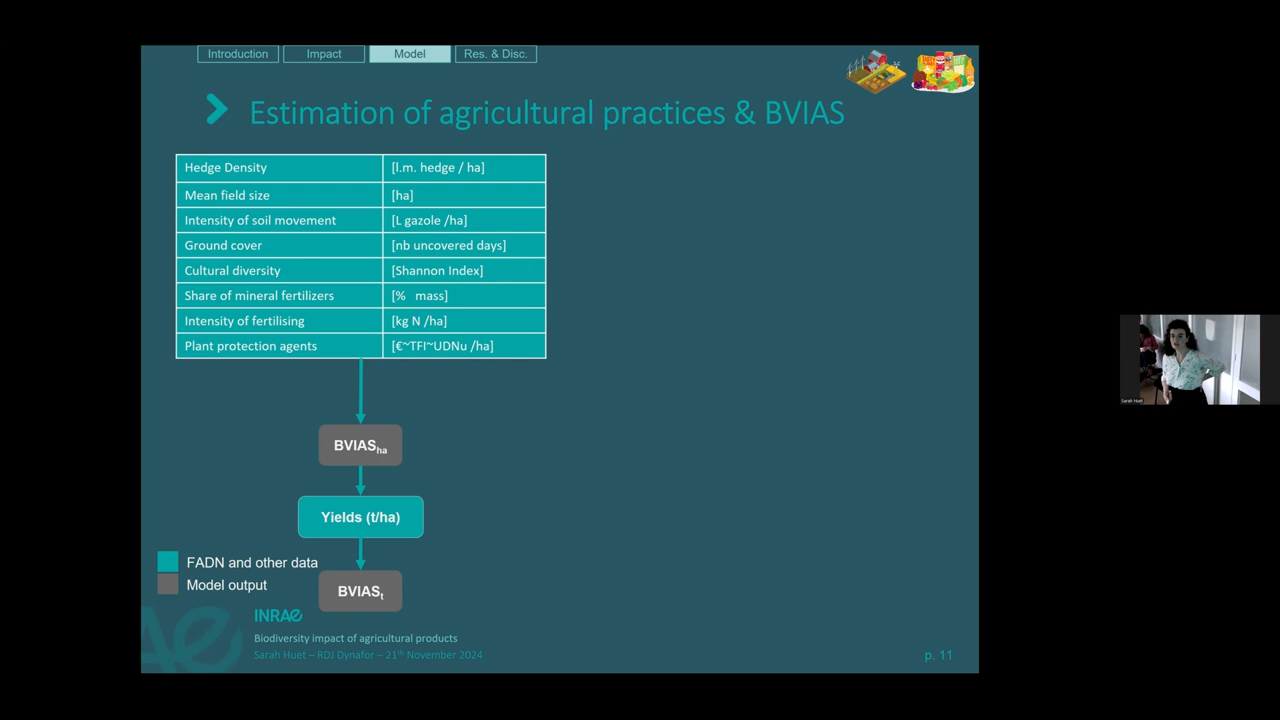 Introduction Impact Model Res. & Disc.
Estimation of agricultural practices & BVIAS
Hedge Density [l.m. hedge / ha]
Mean field size [ha]
Intensity of soil movement [L gazole /ha]
Ground cover [nb uncovered days]
Cultural diversity [Shannon Index]
Share of mineral fertilizers [% mass]
Intensity of fertilising [kg N /ha]
Plant protection agents [€~TFI~UDNu /ha]
BVIASha
Yields (t/ha)
FADN and other data
Model output
BVIASt
INRAE
Biodiversity impact of agricultural products
Sarah Huet – RDJ Dynafor – 21th November 2024
p. 11
Sarah Huet